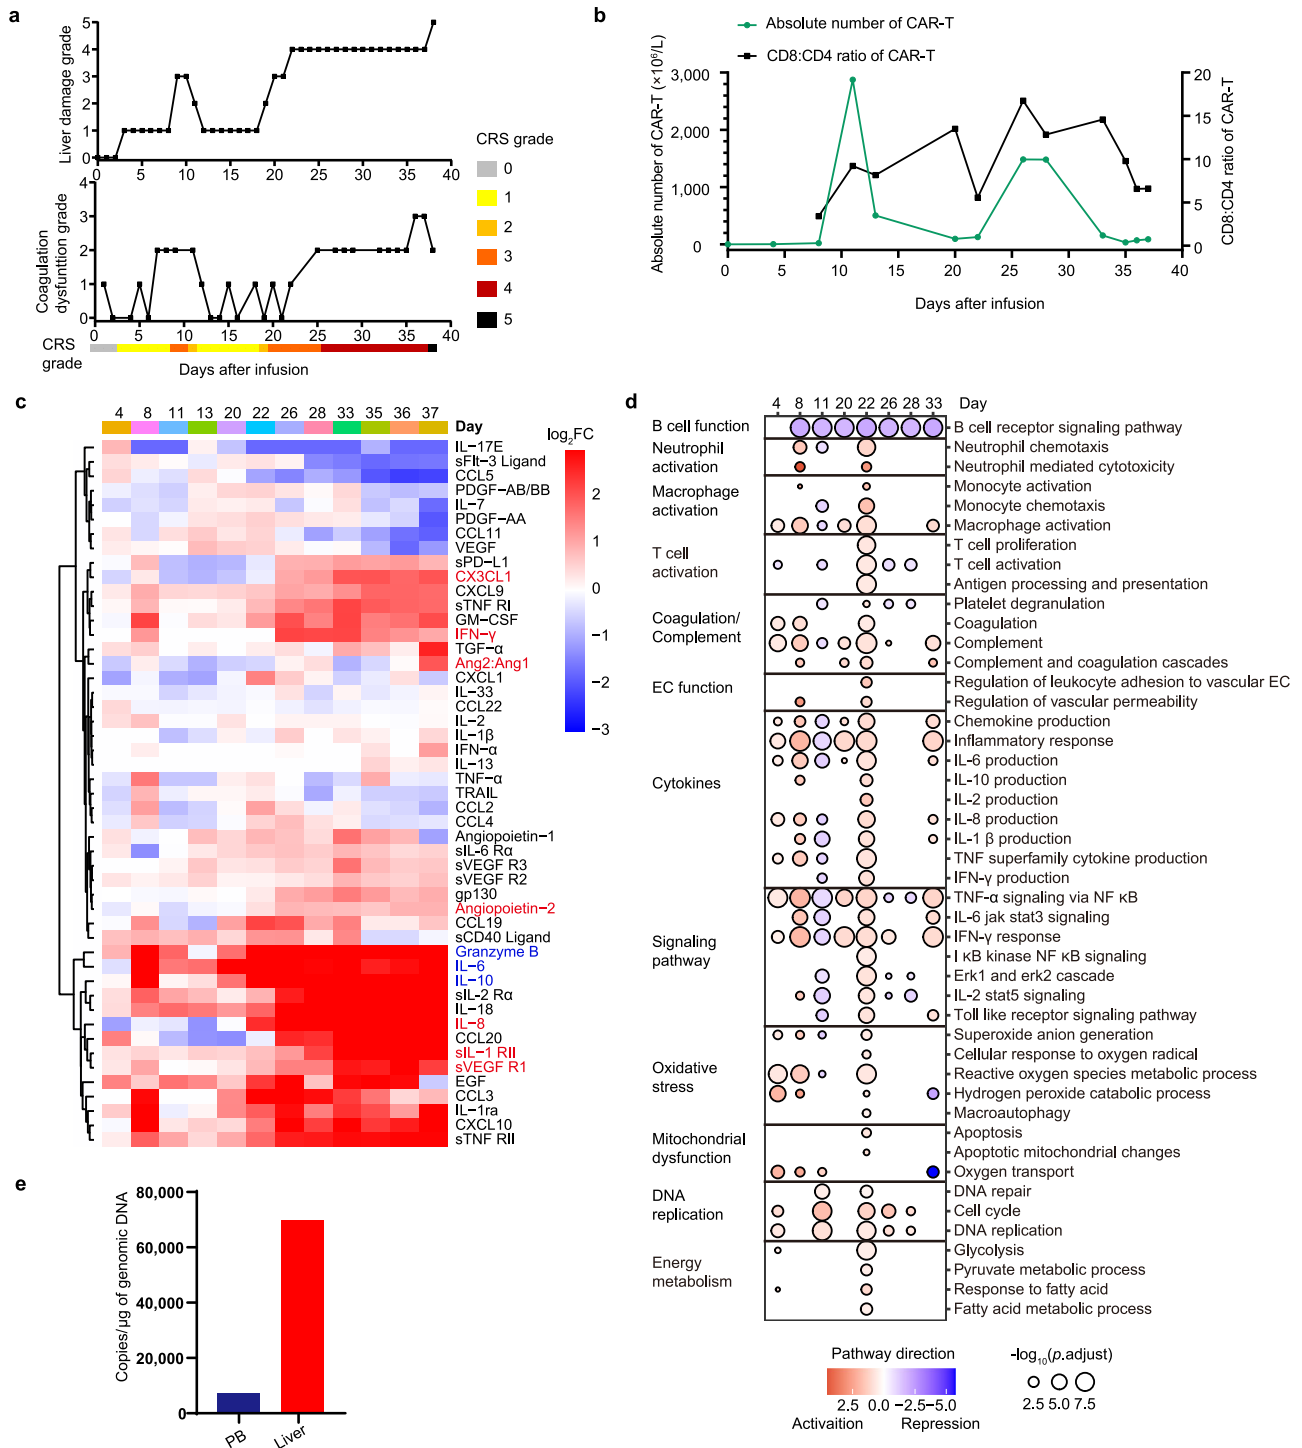 a
Liver damage grade
5
4
3
2
1
0
0 5 10 15 20 25 30 35 40
Coagulation
dysfuntition grade
4
3
2
1
0
0 5 10 15 20 25 30 35 40
CRS
grade
Days after infusion
CRS grade
0
1
2
3
4
5
b
Absolute number of CAR-T
CD8:CD4 ratio of CAR-T
Absolute number of CAR-T (×10⁶/L)
3,000
2,000
1,000
0
20
15
10
5
0
CD8:CD4 ratio of CAR-T
0 5 10 15 20 25 30 35 40
Days after infusion
c
4 8 11 13 20 22 26 28 33 35 36 37
Day
IL−17E
sFlt−3 Ligand
CCL5
PDGF−AB/BB
IL−7
PDGF−AA
CCL11
VEGF
sPD−L1
CX3CL1
CXCL9
sTNF RI
GM−CSF
IFN−γ
TGF−α
Ang2:Ang1
CXCL1
IL−33
CCL22
IL−2
IL−1β
IFN−α
IL−13
TNF−α
TRAIL
CCL2
CCL4
Angiopoietin−1
sIL−6 Rα
sVEGF R3
sVEGF R2
gp130
Angiopoietin−2
CCL19
sCD40 Ligand
Granzyme B
IL−6
IL−10
sIL−2 Rα
IL−18
IL−8
CCL20
sIL−1 RII
sVEGF R1
EGF
CCL3
IL−1ra
CXCL10
sTNF RII
log₂FC
2
1
0
−1
−2
−3
d
4 8 11 20 22 26 28 33 Day
B cell function
B cell receptor signaling pathway
Neutrophil
activation
Neutrophil chemotaxis
Neutrophil mediated cytotoxicity
Macrophage
activation
Monocyte activation
Monocyte chemotaxis
Macrophage activation
T cell
activation
T cell proliferation
T cell activation
Antigen processing and presentation
Coagulation/
Complement
Platelet degranulation
Coagulation
Complement
Complement and coagulation cascades
EC function
Regulation of leukocyte adhesion to vascular EC
Regulation of vascular permeability
Cytokines
Chemokine production
Inflammatory response
IL−6 production
IL−10 production
IL−2 production
IL−8 production
IL−1 β production
TNF superfamily cytokine production
IFN−γ production
Signaling
pathway
TNF-α signaling via NF κB
IL−6 jak stat3 signaling
IFN−γ response
I κB kinase NF κB signaling
Erk1 and erk2 cascade
IL−2 stat5 signaling
Toll like receptor signaling pathway
Oxidative
stress
Superoxide anion generation
Cellular response to oxygen radical
Reactive oxygen species metabolic process
Hydrogen peroxide catabolic process
Macroautophagy
Mitochondrial
dysfunction
Apoptosis
Apoptotic mitochondrial changes
Oxygen transport
DNA
replication
DNA repair
Cell cycle
DNA replication
Energy
metabolism
Glycolysis
Pyruvate metabolic process
Response to fatty acid
Fatty acid metabolic process
Pathway direction
2.5 0.0 −2.5−5.0
Activaition Repression
-log₁₀(p.adjust)
2.5 5.0 7.5
e
Copies/μg of genomic DNA
80,000
60,000
40,000
20,000
0
PB
Liver